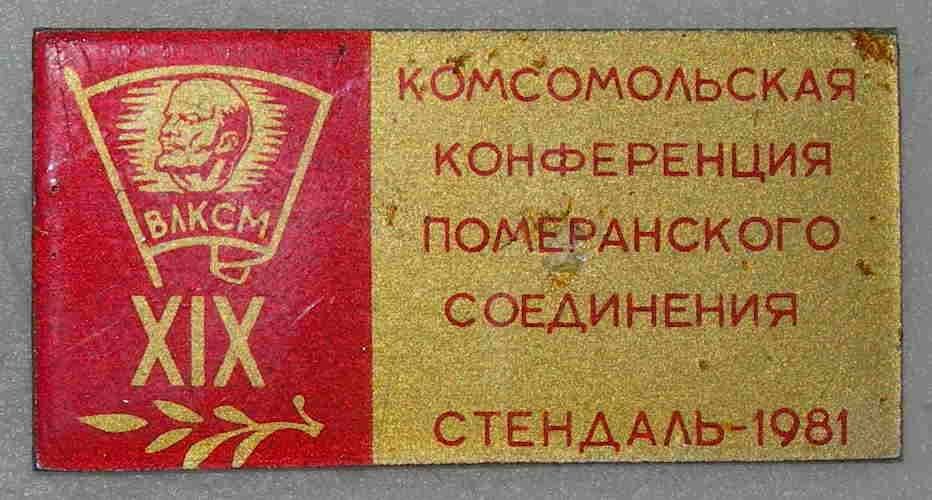 ВЛКСМ
XIX
КОМСОМОЛЬСКАЯ
КОНФЕРЕНЦИЯ
ПОМЕРАНСКОГО
СОЕДИНЕНИЯ
СТЕНДАЛЬ-1981